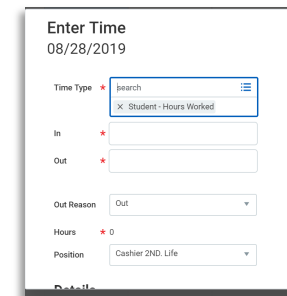 Enter Time
08/28/2019
Time Type * search
× Student - Hours Worked
In *
Out *
Out Reason Out
Hours * 0
Position Cashier 2ND. Life
Details